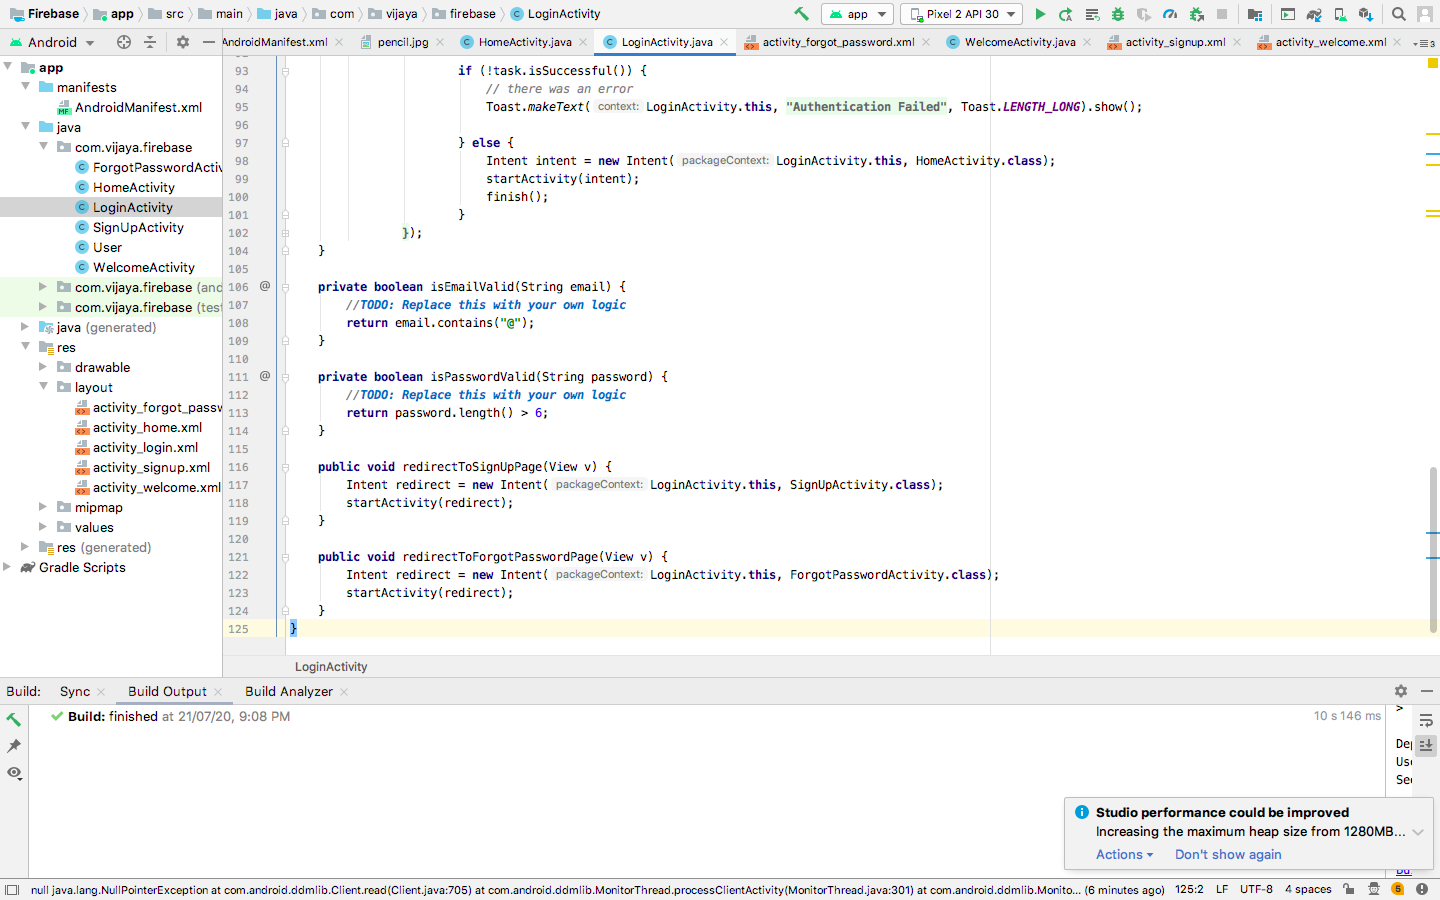 Firebase app src main java com vijaya firebase LoginActivity app Pixel 2 API 30
Android AndroidManifest.xml pencil.jpg HomeActivity.java LoginActivity.java activity_forgot_password.xml WelcomeActivity.java activity_signup.xml activity_welcome.xml 3
app
manifests
AndroidManifest.xml
java
com.vijaya.firebase
ForgotPasswordActiv
HomeActivity
LoginActivity
SignUpActivity
User
WelcomeActivity
com.vijaya.firebase (and
com.vijaya.firebase (test
java (generated)
res
drawable
layout
activity_forgot_passw
activity_home.xml
activity_login.xml
activity_signup.xml
activity_welcome.xml
mipmap
values
res (generated)
Gradle Scripts
93 if (!task.isSuccessful()) {
94 // there was an error
95 Toast.makeText( context: LoginActivity.this, "Authentication Failed", Toast.LENGTH_LONG).show();
96
97 } else {
98 Intent intent = new Intent( packageContext: LoginActivity.this, HomeActivity.class);
99 startActivity(intent);
100 finish();
101 }
102 });
104 }
105
106 @ private boolean isEmailValid(String email) {
107 //TODO: Replace this with your own logic
108 return email.contains("@");
109 }
110
111 @ private boolean isPasswordValid(String password) {
112 //TODO: Replace this with your own logic
113 return password.length() > 6;
114 }
115
116 public void redirectToSignUpPage(View v) {
117 Intent redirect = new Intent( packageContext: LoginActivity.this, SignUpActivity.class);
118 startActivity(redirect);
119 }
120
121 public void redirectToForgotPasswordPage(View v) {
122 Intent redirect = new Intent( packageContext: LoginActivity.this, ForgotPasswordActivity.class);
123 startActivity(redirect);
124 }
125 }
LoginActivity
Build: Sync Build Output Build Analyzer
Build: finished at 21/07/20, 9:08 PM 10 s 146 ms
>
Dep
Use
See
Studio performance could be improved
Increasing the maximum heap size from 1280MB...
Actions Don't show again
null java.lang.NullPointerException at com.android.ddmlib.Client.read(Client.java:705) at com.android.ddmlib.MonitorThread.processClientActivity(MonitorThread.java:301) at com.android.ddmlib.Monito... (6 minutes ago) 125:2 LF UTF-8 4 spaces 5